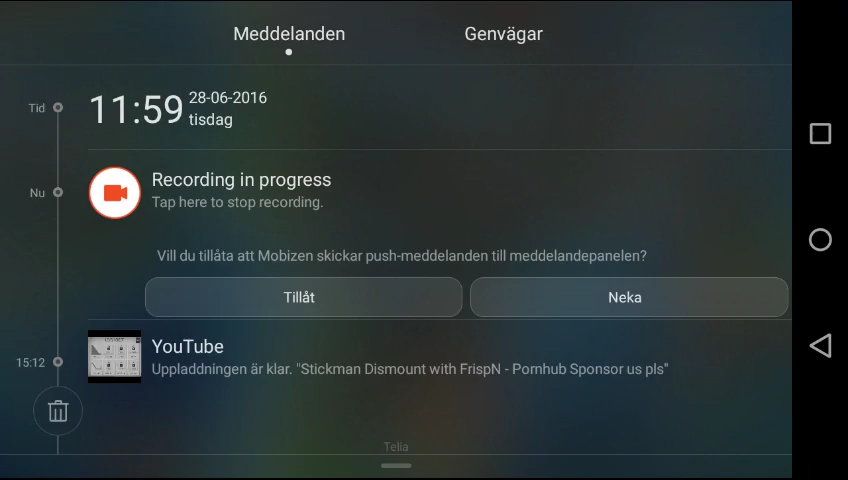 Meddelanden Genvägar
Tid 11:59 28-06-2016
tisdag
Nu Recording in progress
Tap here to stop recording.
Vill du tillåta att Mobizen skickar push-meddelanden till meddelandepanelen?
Tillåt Neka
15:12 YouTube
Uppladdningen är klar. "Stickman Dismount with FrispN - Pornhub Sponsor us pls"
Telia